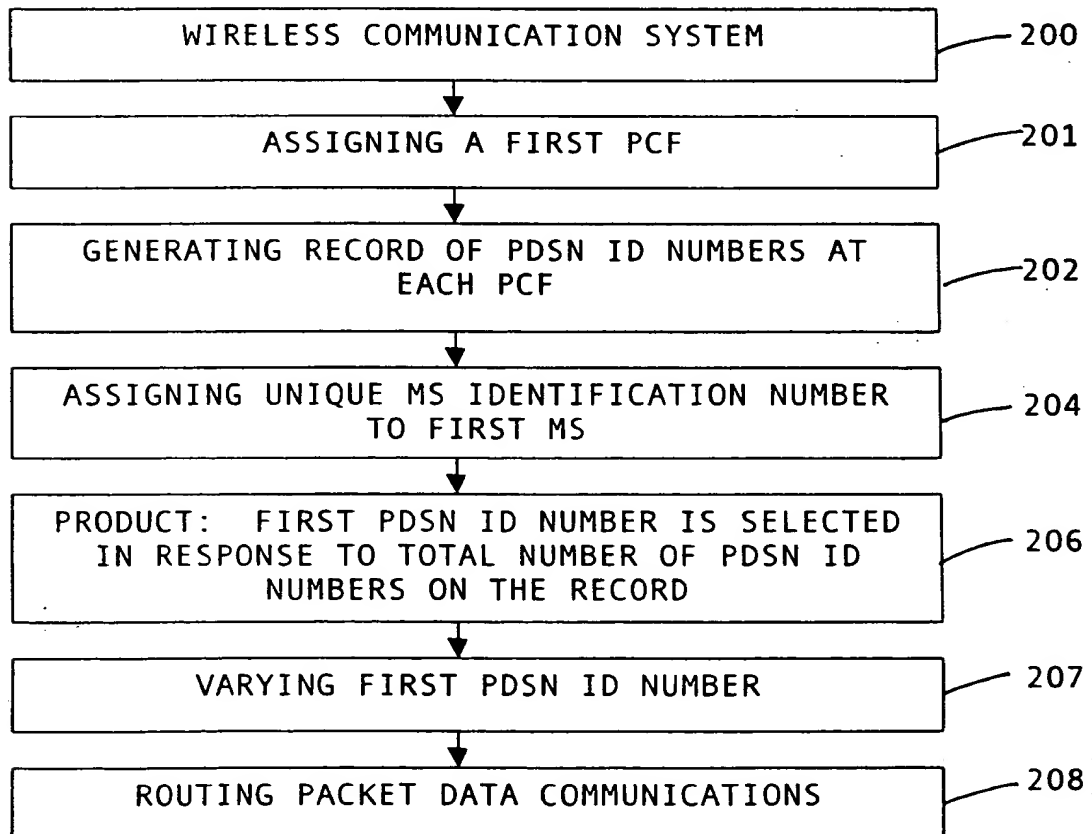 WIRELESS COMMUNICATION SYSTEM
200
ASSIGNING A FIRST PCF
201
GENERATING RECORD OF PDSN ID NUMBERS AT
EACH PCF
202
ASSIGNING UNIQUE MS IDENTIFICATION NUMBER
TO FIRST MS
204
PRODUCT: FIRST PDSN ID NUMBER IS SELECTED
IN RESPONSE TO TOTAL NUMBER OF PDSN ID
NUMBERS ON THE RECORD
206
VARYING FIRST PDSN ID NUMBER
207
ROUTING PACKET DATA COMMUNICATIONS
208